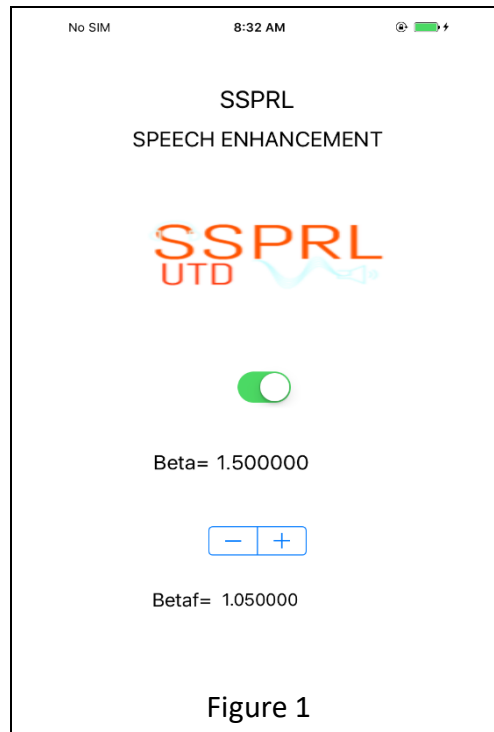 No SIM 8:32 AM
SSPRL
SPEECH ENHANCEMENT
SSPRL
UTD
Beta= 1.500000
− +
Betaf= 1.050000
Figure 1